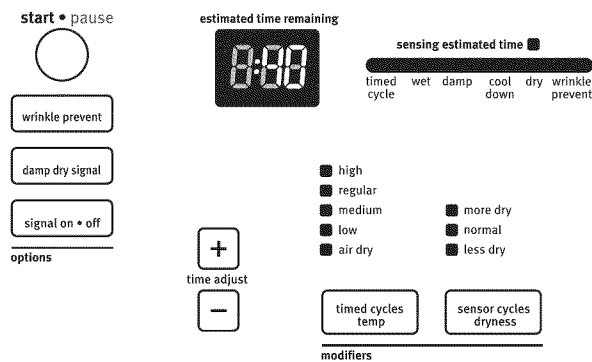 start • pause
estimated time remaining
:40
sensing estimated time
timed cycle
wet
damp
cool down
dry
wrinkle prevent
wrinkle prevent
damp dry signal
signal on • off
options
high
regular
medium
low
air dry
more dry
normal
less dry
+
time adjust
−
timed cycles
temp
sensor cycles
dryness
modifiers